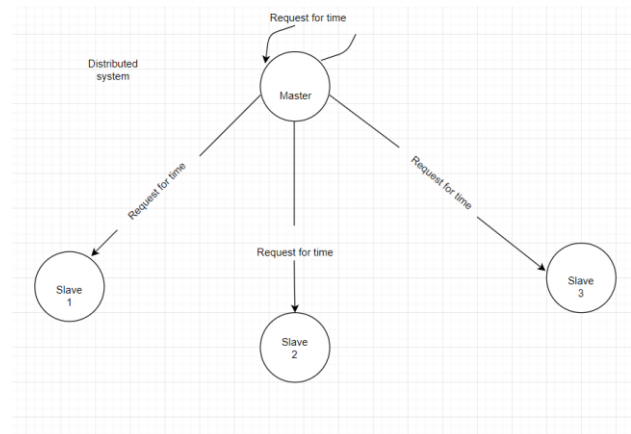 Request for time
Distributed
system
Master
Request for time
Request for time
Request for time
Slave
1
Slave
2
Slave
3